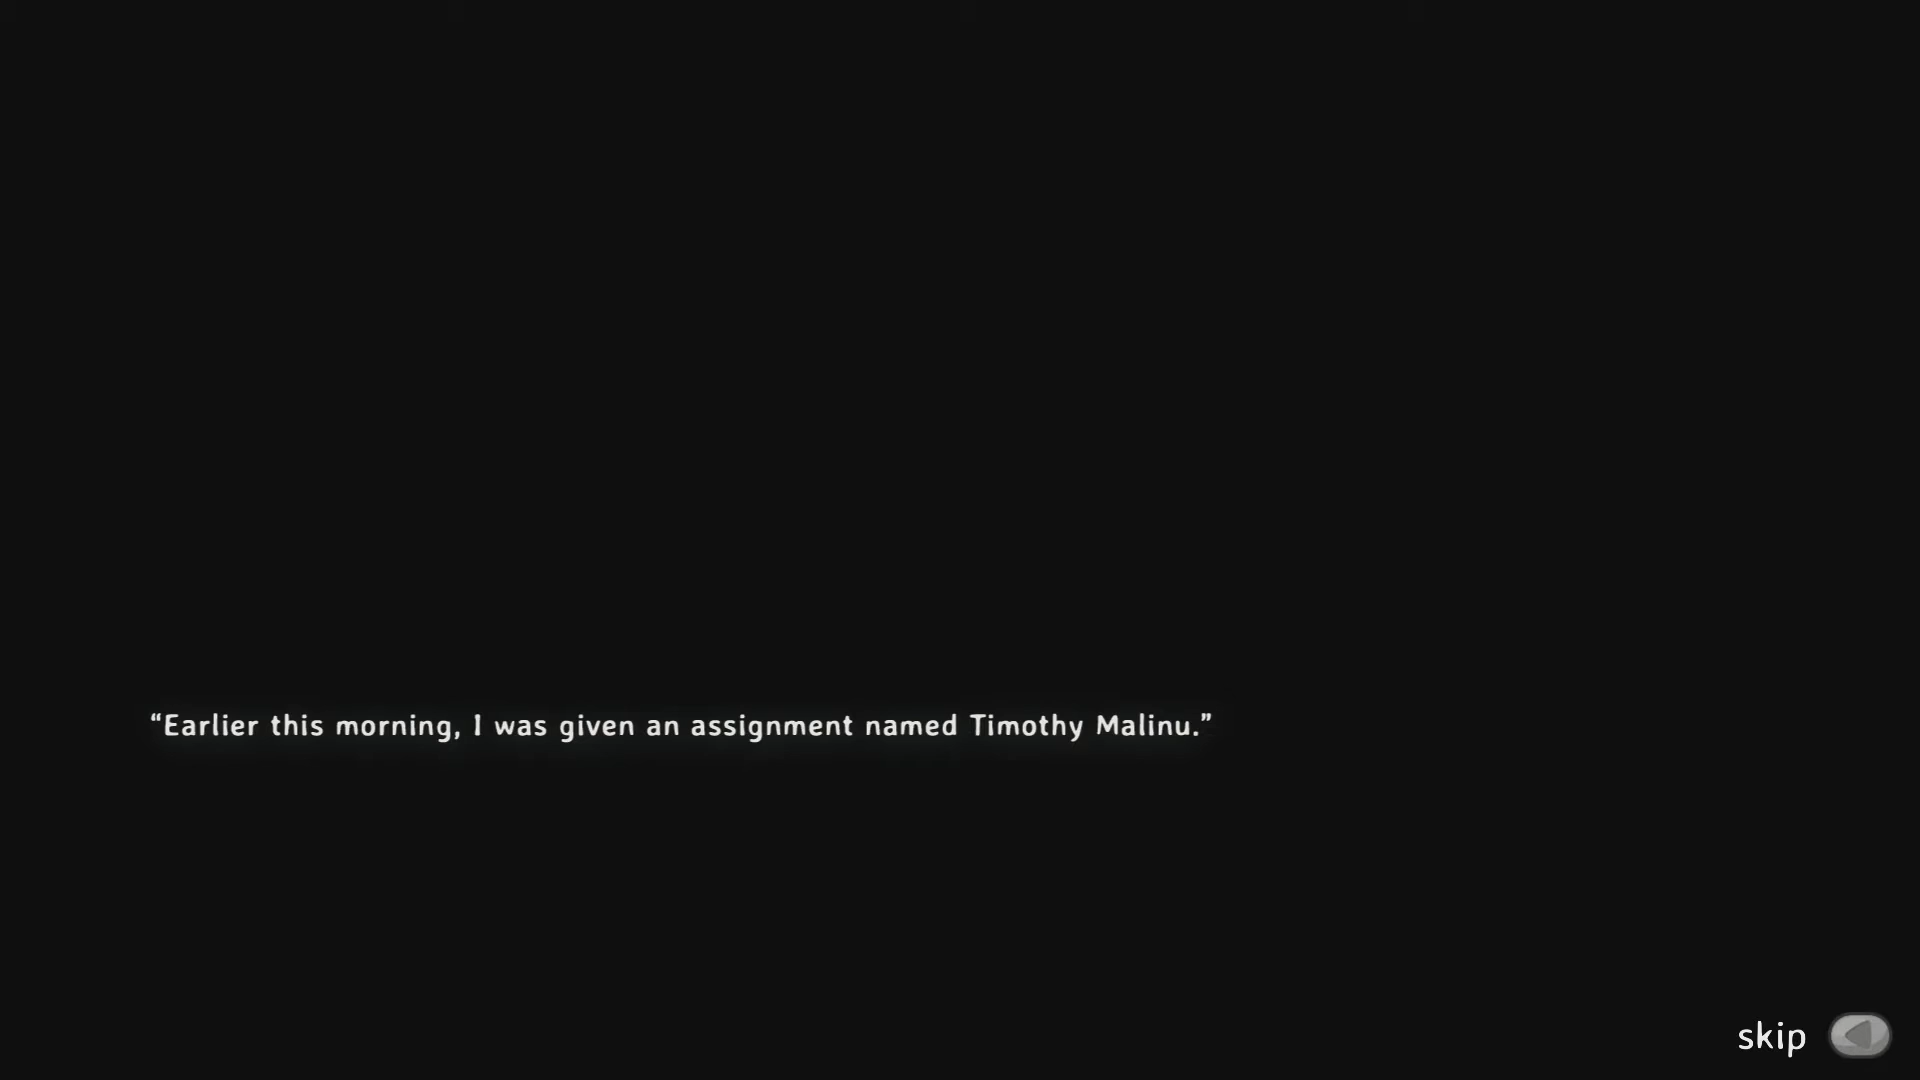 “Earlier this morning, I was given an assignment named Timothy Malinu.”
skip